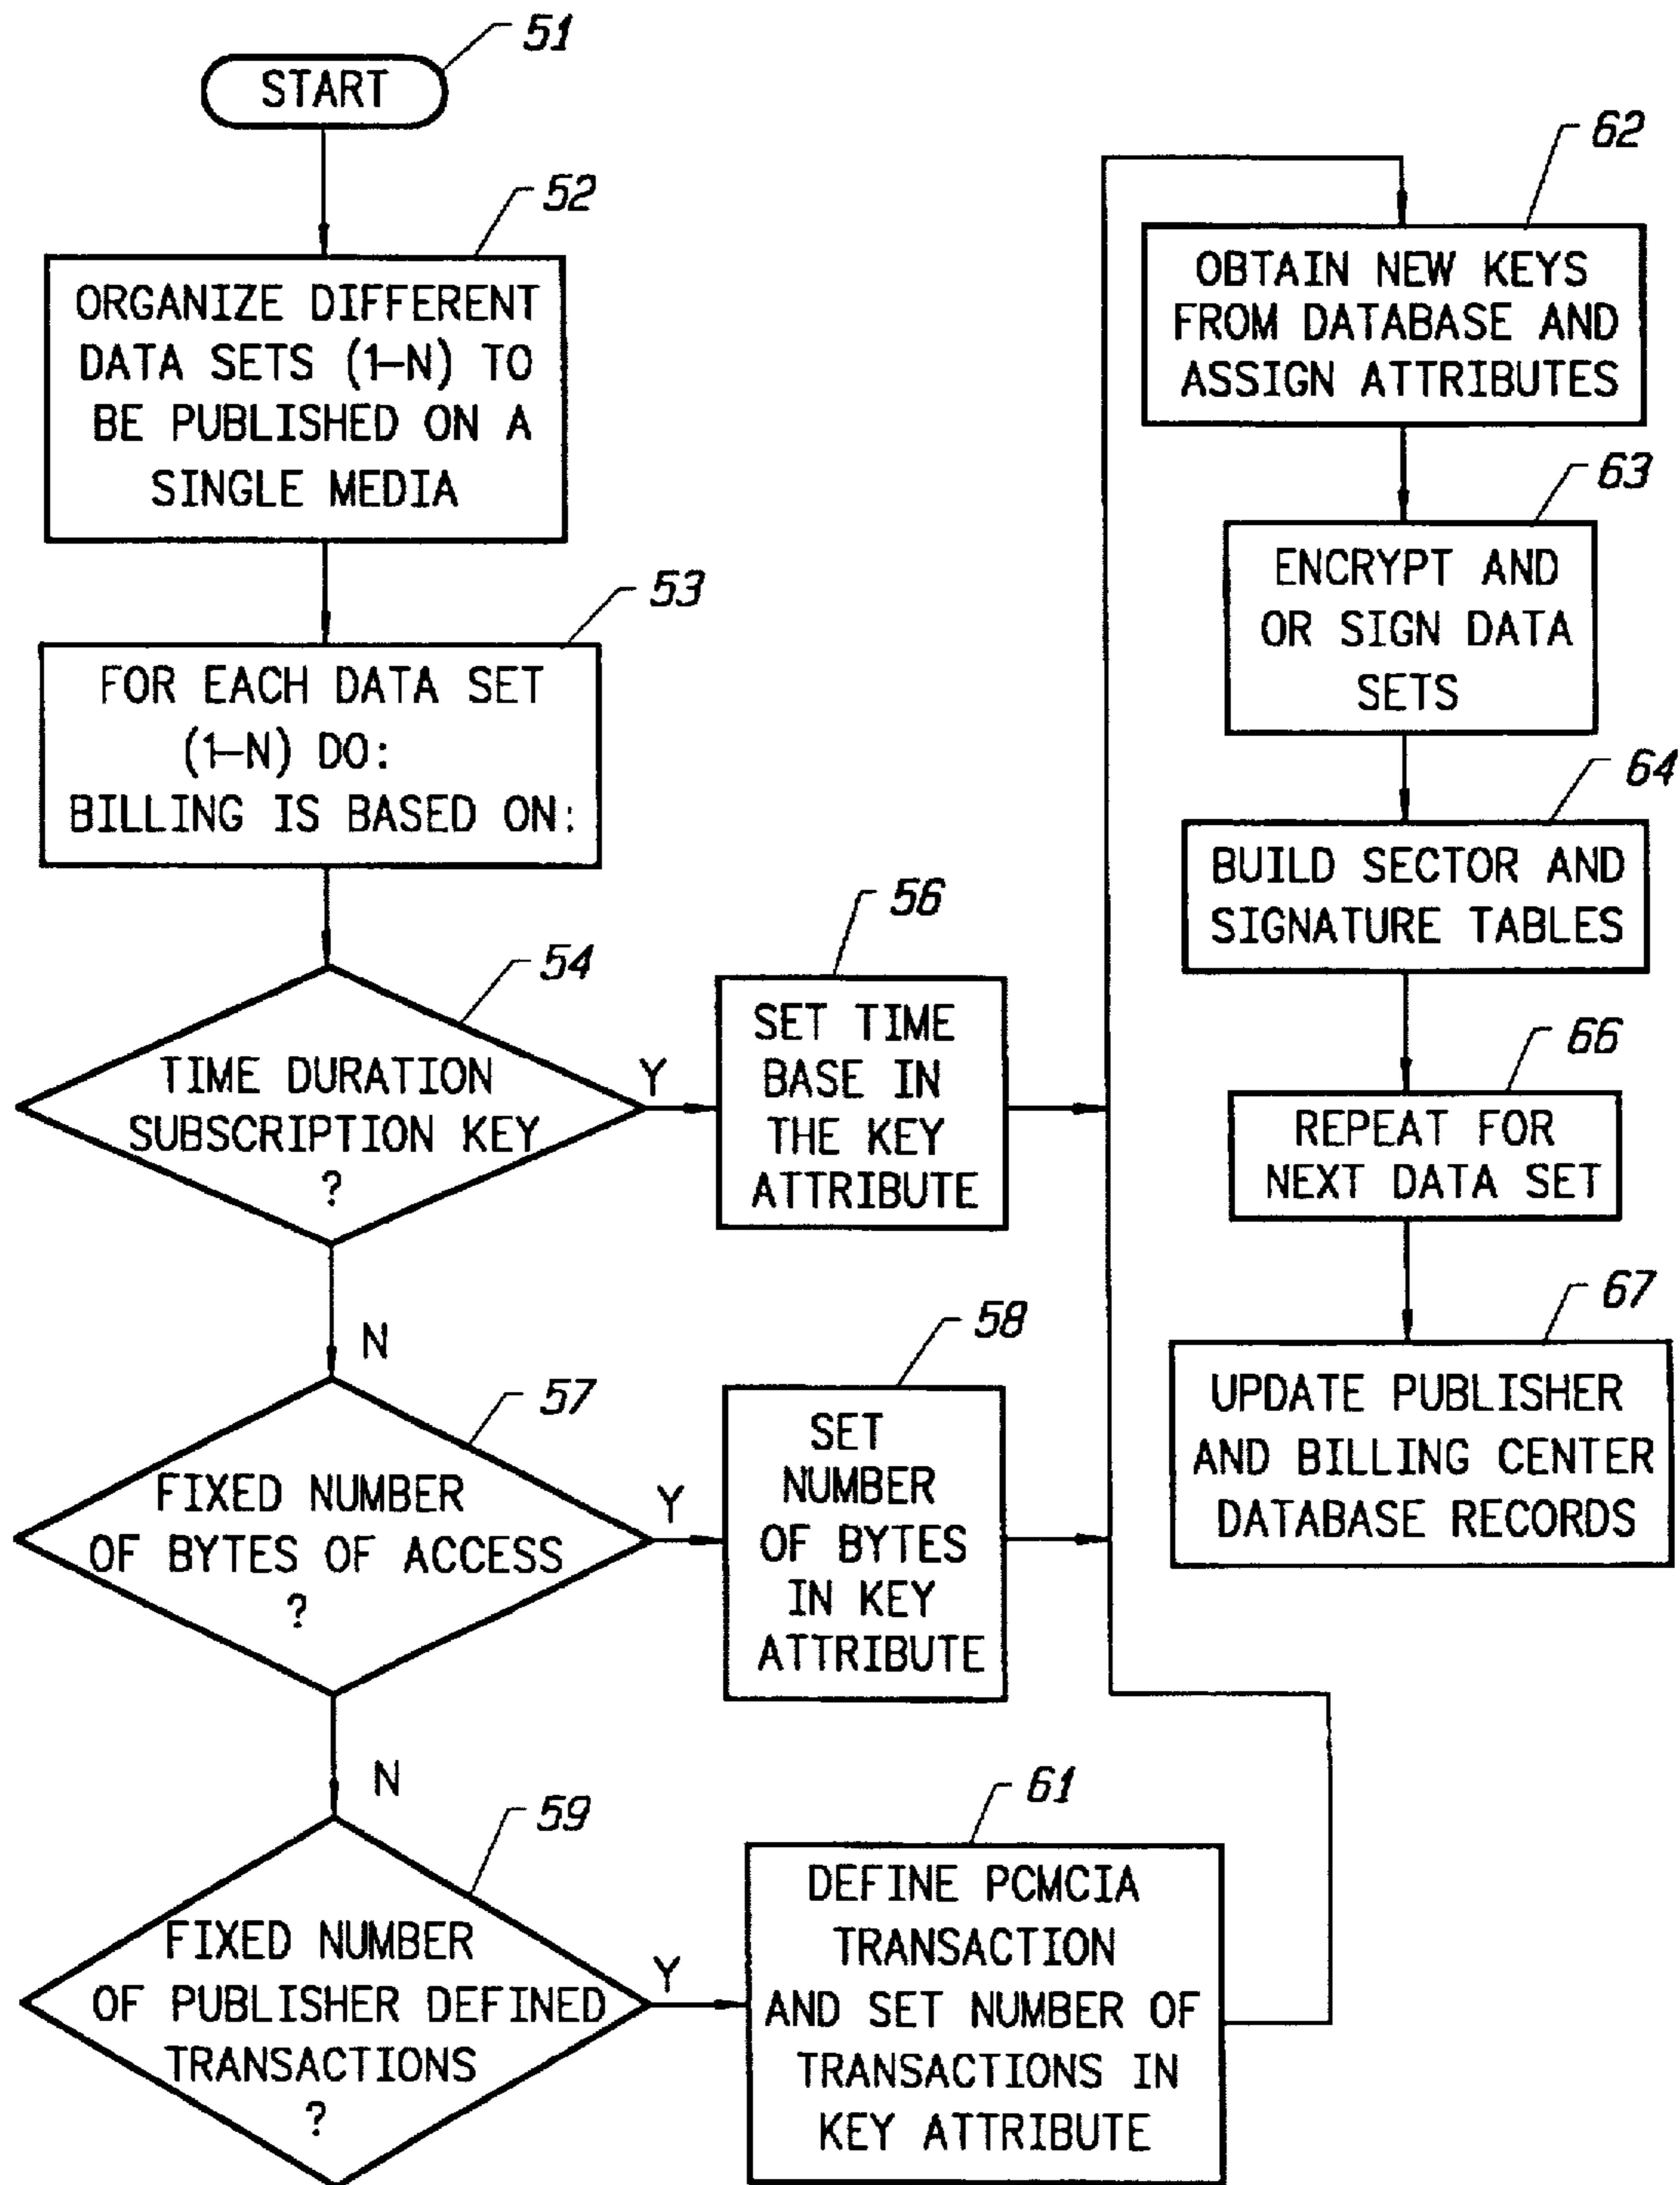 51
START
52
ORGANIZE DIFFERENT
DATA SETS (1–N) TO
BE PUBLISHED ON A
SINGLE MEDIA
53
FOR EACH DATA SET
(1–N) DO:
BILLING IS BASED ON:
54
TIME DURATION
SUBSCRIPTION KEY
?
Y
N
56
SET TIME
BASE IN
THE KEY
ATTRIBUTE
57
FIXED NUMBER
OF BYTES OF ACCESS
?
Y
N
58
SET
NUMBER
OF BYTES
IN KEY
ATTRIBUTE
59
FIXED NUMBER
OF PUBLISHER DEFINED
TRANSACTIONS
?
Y
61
DEFINE PCMCIA
TRANSACTION
AND SET NUMBER OF
TRANSACTIONS IN
KEY ATTRIBUTE
62
OBTAIN NEW KEYS
FROM DATABASE AND
ASSIGN ATTRIBUTES
63
ENCRYPT AND
OR SIGN DATA
SETS
64
BUILD SECTOR AND
SIGNATURE TABLES
66
REPEAT FOR
NEXT DATA SET
67
UPDATE PUBLISHER
AND BILLING CENTER
DATABASE RECORDS